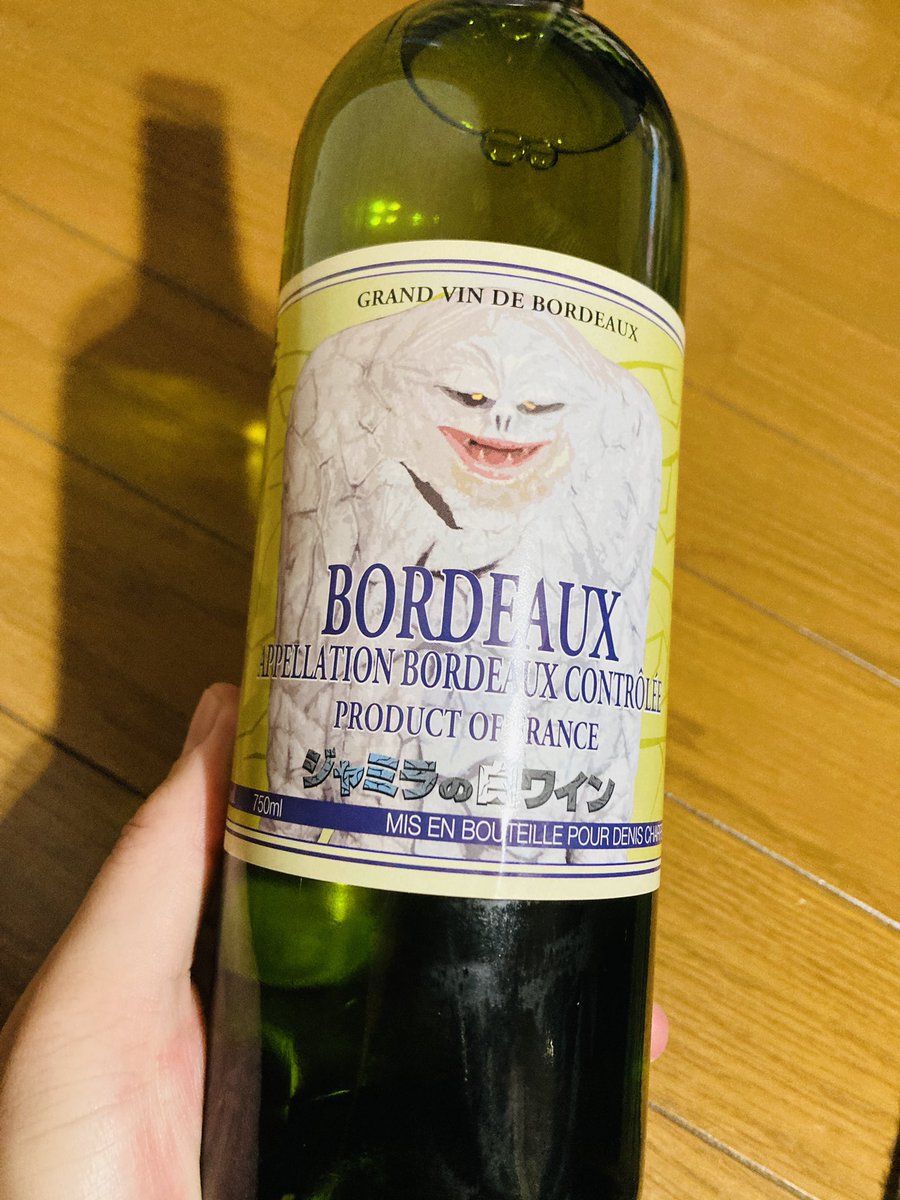 GRAND VIN DE BORDEAUX
BORDEAUX
APPELLATION BORDEAUX CONTRÔLÉE
PRODUCT OF FRANCE
ジャミラの白ワイン
750ml
MIS EN BOUTEILLE POUR DENIS